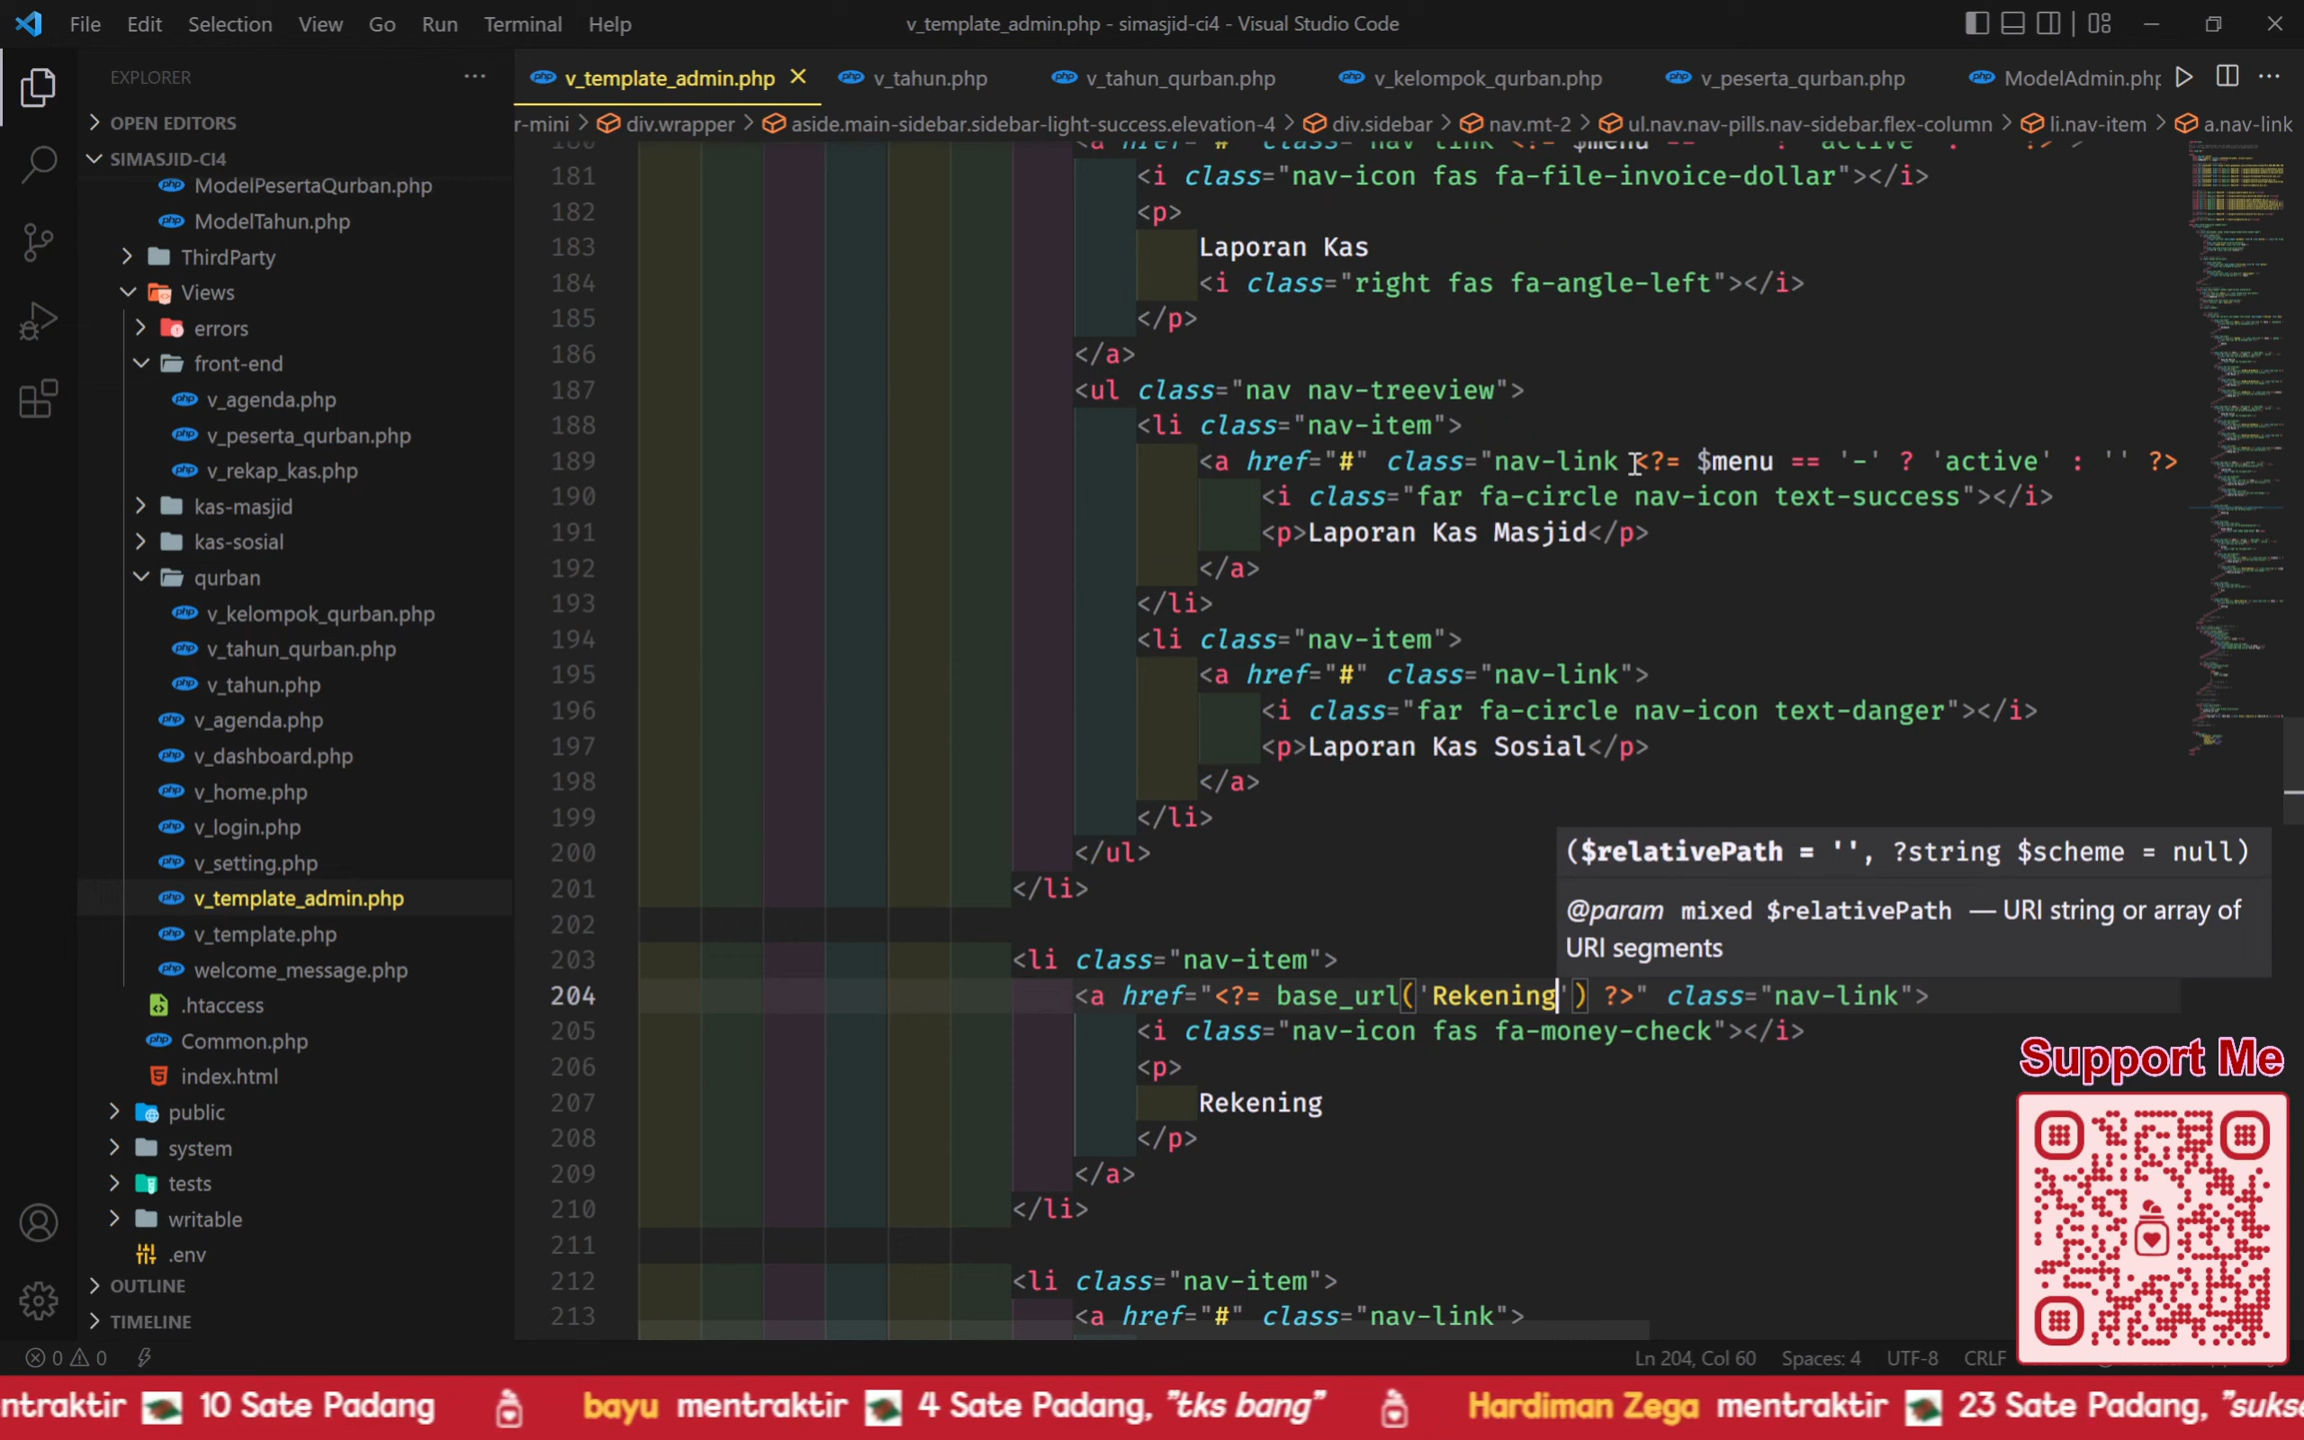 File Edit Selection View Go Run Terminal Help
v_template_admin.php - simasjid-ci4 - Visual Studio Code
EXPLORER
OPEN EDITORS
SIMASJID-CI4
ModelPesertaQurban.php
ModelTahun.php
ThirdParty
Views
errors
front-end
v_agenda.php
v_peserta_qurban.php
v_rekap_kas.php
kas-masjid
kas-sosial
qurban
v_kelompok_qurban.php
v_tahun_qurban.php
v_tahun.php
v_agenda.php
v_dashboard.php
v_home.php
v_login.php
v_setting.php
v_template_admin.php
v_template.php
welcome_message.php
.htaccess
Common.php
index.html
public
system
tests
writable
.env
OUTLINE
TIMELINE
v_template_admin.php v_tahun.php v_tahun_qurban.php v_kelompok_qurban.php v_peserta_qurban.php ModelAdmin.php
r-mini > div.wrapper > aside.main-sidebar.sidebar-light-success.elevation-4 > div.sidebar > nav.mt-2 > ul.nav.nav-pills.nav-sidebar.flex-column > li.nav-item > a.nav-link
181 <i class="nav-icon fas fa-file-invoice-dollar"></i>
182 <p>
183 Laporan Kas
184 <i class="right fas fa-angle-left"></i>
185 </p>
186 </a>
187 <ul class="nav nav-treeview">
188 <li class="nav-item">
189 <a href="#" class="nav-link <?= $menu == '-' ? 'active' : '' ?>
190 <i class="far fa-circle nav-icon text-success"></i>
191 <p>Laporan Kas Masjid</p>
192 </a>
193 </li>
194 <li class="nav-item">
195 <a href="#" class="nav-link">
196 <i class="far fa-circle nav-icon text-danger"></i>
197 <p>Laporan Kas Sosial</p>
198 </a>
199 </li>
200 </ul>
201 </li>
202
203 <li class="nav-item">
204 <a href="<?= base_url('Rekening') ?>" class="nav-link">
205 <i class="nav-icon fas fa-money-check"></i>
206 <p>
207 Rekening
208 </p>
209 </a>
210 </li>
211
212 <li class="nav-item">
213 <a href="#" class="nav-link">
($relativePath = '', ?string $scheme = null)
@param mixed $relativePath — URI string or array of
URI segments
Support Me
0 0
Ln 204, Col 60 Spaces: 4 UTF-8 CRLF
ntraktir 10 Sate Padang bayu mentraktir 4 Sate Padang, "tks bang" Hardiman Zega mentraktir 23 Sate Padang, "sukse